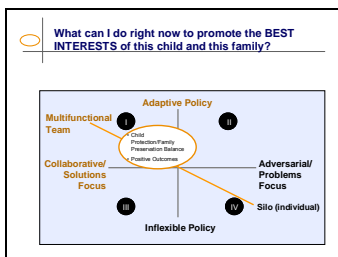 What can I do right now to promote the BEST
INTERESTS of this child and this family?
Adaptive Policy
Multifunctional
Team
I
II
• Child
Protection/Family
Preservation Balance
• Positive Outcomes
Collaborative/
Solutions
Focus
Adversarial/
Problems
Focus
III
IV
Silo (individual)
Inflexible Policy